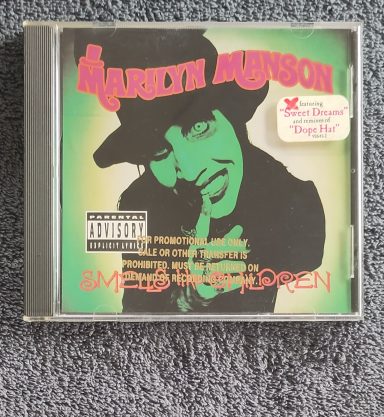 MARILYN MANSON
featuring
"Sweet Dreams"
and remixes of
"Dope Hat"
PARENTAL
ADVISORY
EXPLICIT LYRICS
FOR PROMOTIONAL USE ONLY.
SALE OR OTHER TRANSFER IS
PROHIBITED. MUST BE RETURNED ON
DEMAND OF RECORDING COMPANY.
SMELLS CHILDREN